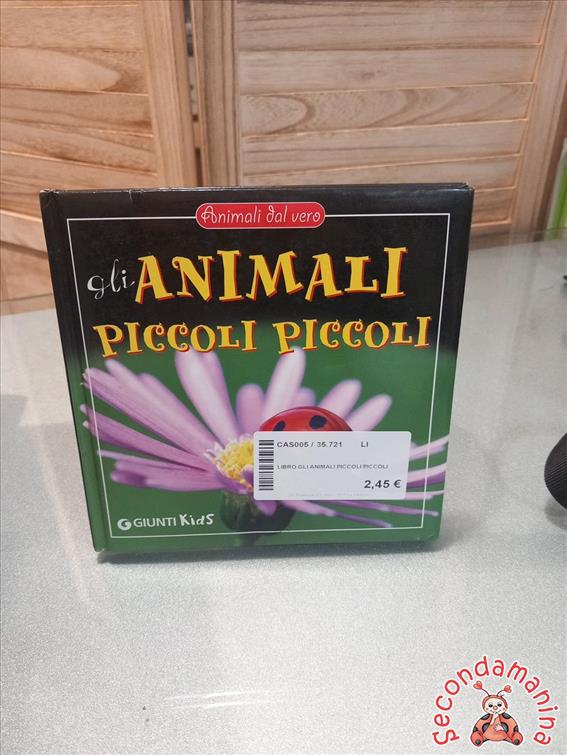 Animali dal vero
gli ANIMALI
PICCOLI PICCOLI
CAS005 / 35.721 LI
LIBRO GLI ANIMALI PICCOLI PICCOLI
2,45 €
GIUNTI KidS
Secondamanina